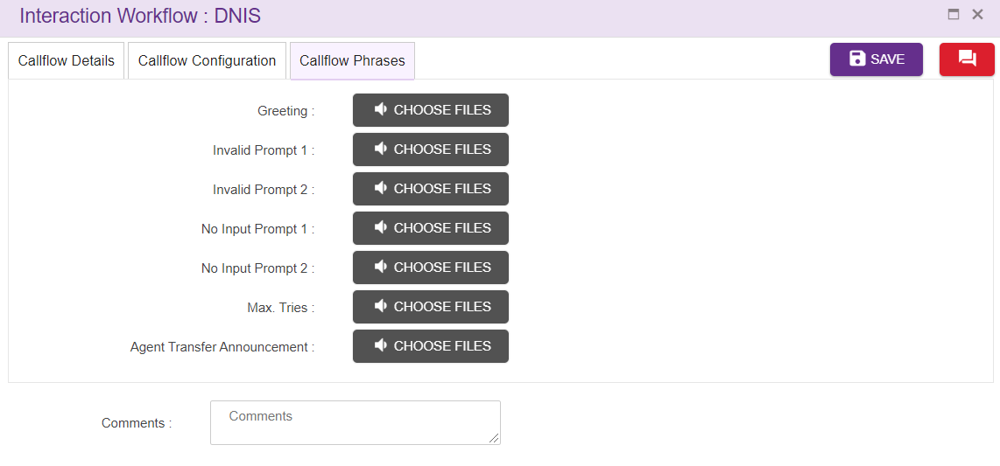 Interaction Workflow : DNIS
Callflow Details Callflow Configuration Callflow Phrases SAVE
Greeting : CHOOSE FILES
Invalid Prompt 1 : CHOOSE FILES
Invalid Prompt 2 : CHOOSE FILES
No Input Prompt 1 : CHOOSE FILES
No Input Prompt 2 : CHOOSE FILES
Max. Tries : CHOOSE FILES
Agent Transfer Announcement : CHOOSE FILES
Comments : Comments